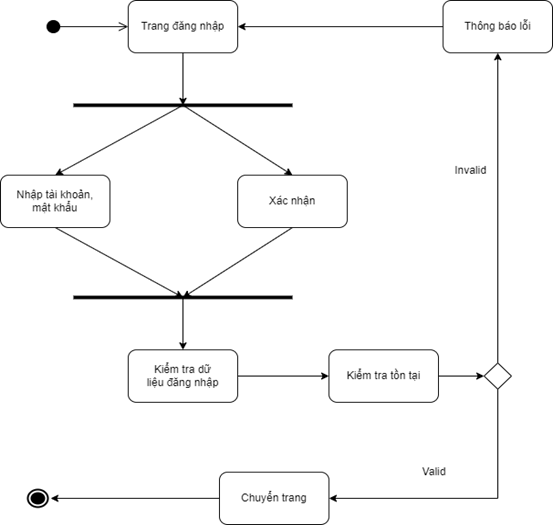 Trang đăng nhập
Thông báo lỗi
Invalid
Nhập tài khoản,
mật khẩu
Xác nhận
Kiểm tra dữ
liệu đăng nhập
Kiểm tra tồn tại
Valid
Chuyển trang